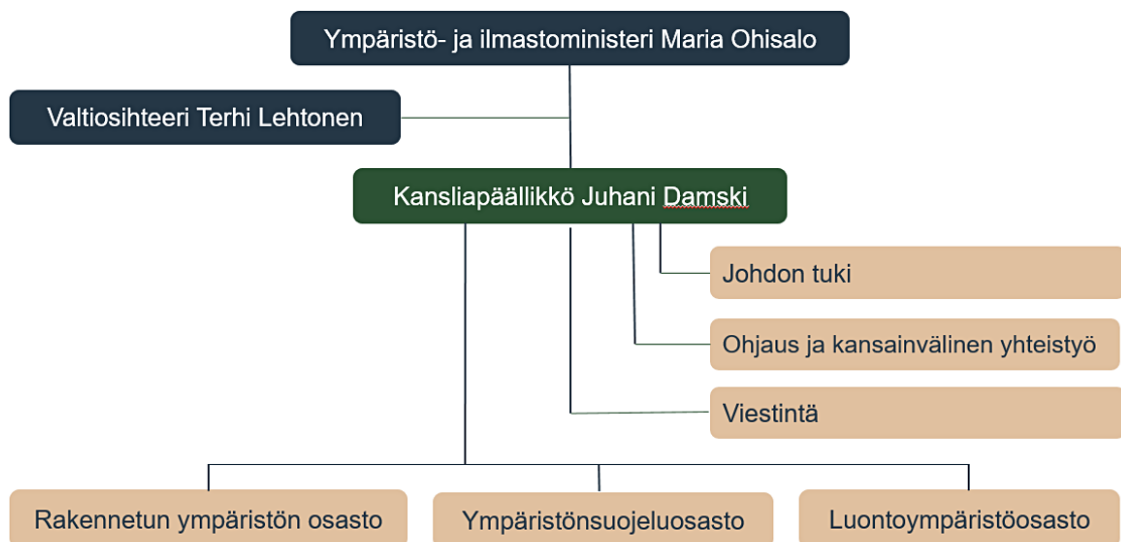 Ympäristö- ja ilmastoministeri Maria Ohisalo
Valtiosihteeri Terhi Lehtonen
Kansliapäällikkö Juhani Damski
Johdon tuki
Ohjaus ja kansainvälinen yhteistyö
Viestintä
Rakennetun ympäristön osasto
Ympäristönsuojeluosasto
Luontoympäristöosasto